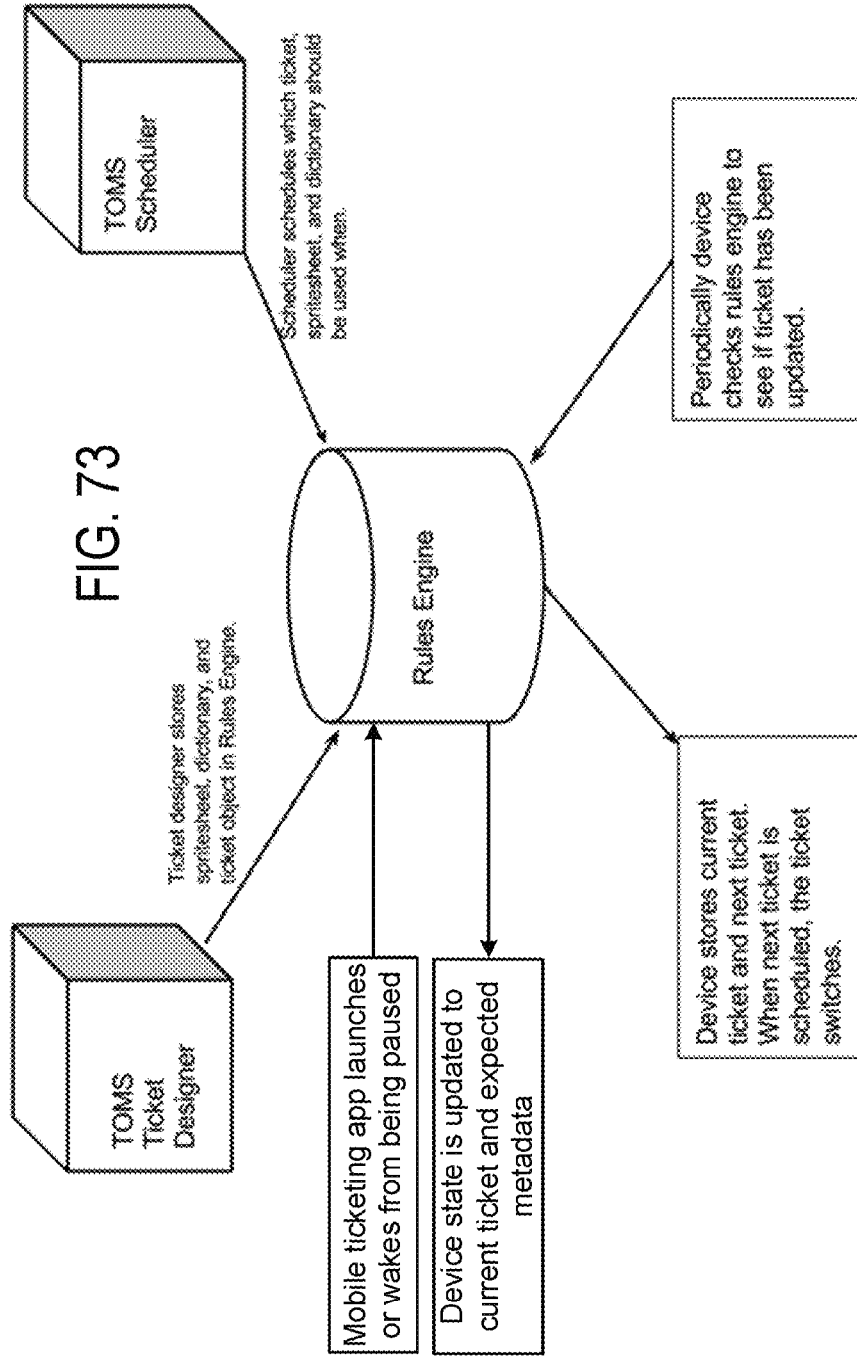 FIG. 73
TOMS
Ticket
Designer
Ticket designer stores
spritesheet, dictionary, and
ticket object in Rules Engine.
TOMS
Scheduler
Scheduler schedules which ticket,
spritesheet, and dictionary should
be used when.
Mobile ticketing app launches
or wakes from being paused
Device state is updated to
current ticket and expected
metadata
Rules Engine
Device stores current
ticket and next ticket.
When next ticket is
scheduled, the ticket
switches.
Periodically device
checks rules engine to
see if ticket has been
updated.